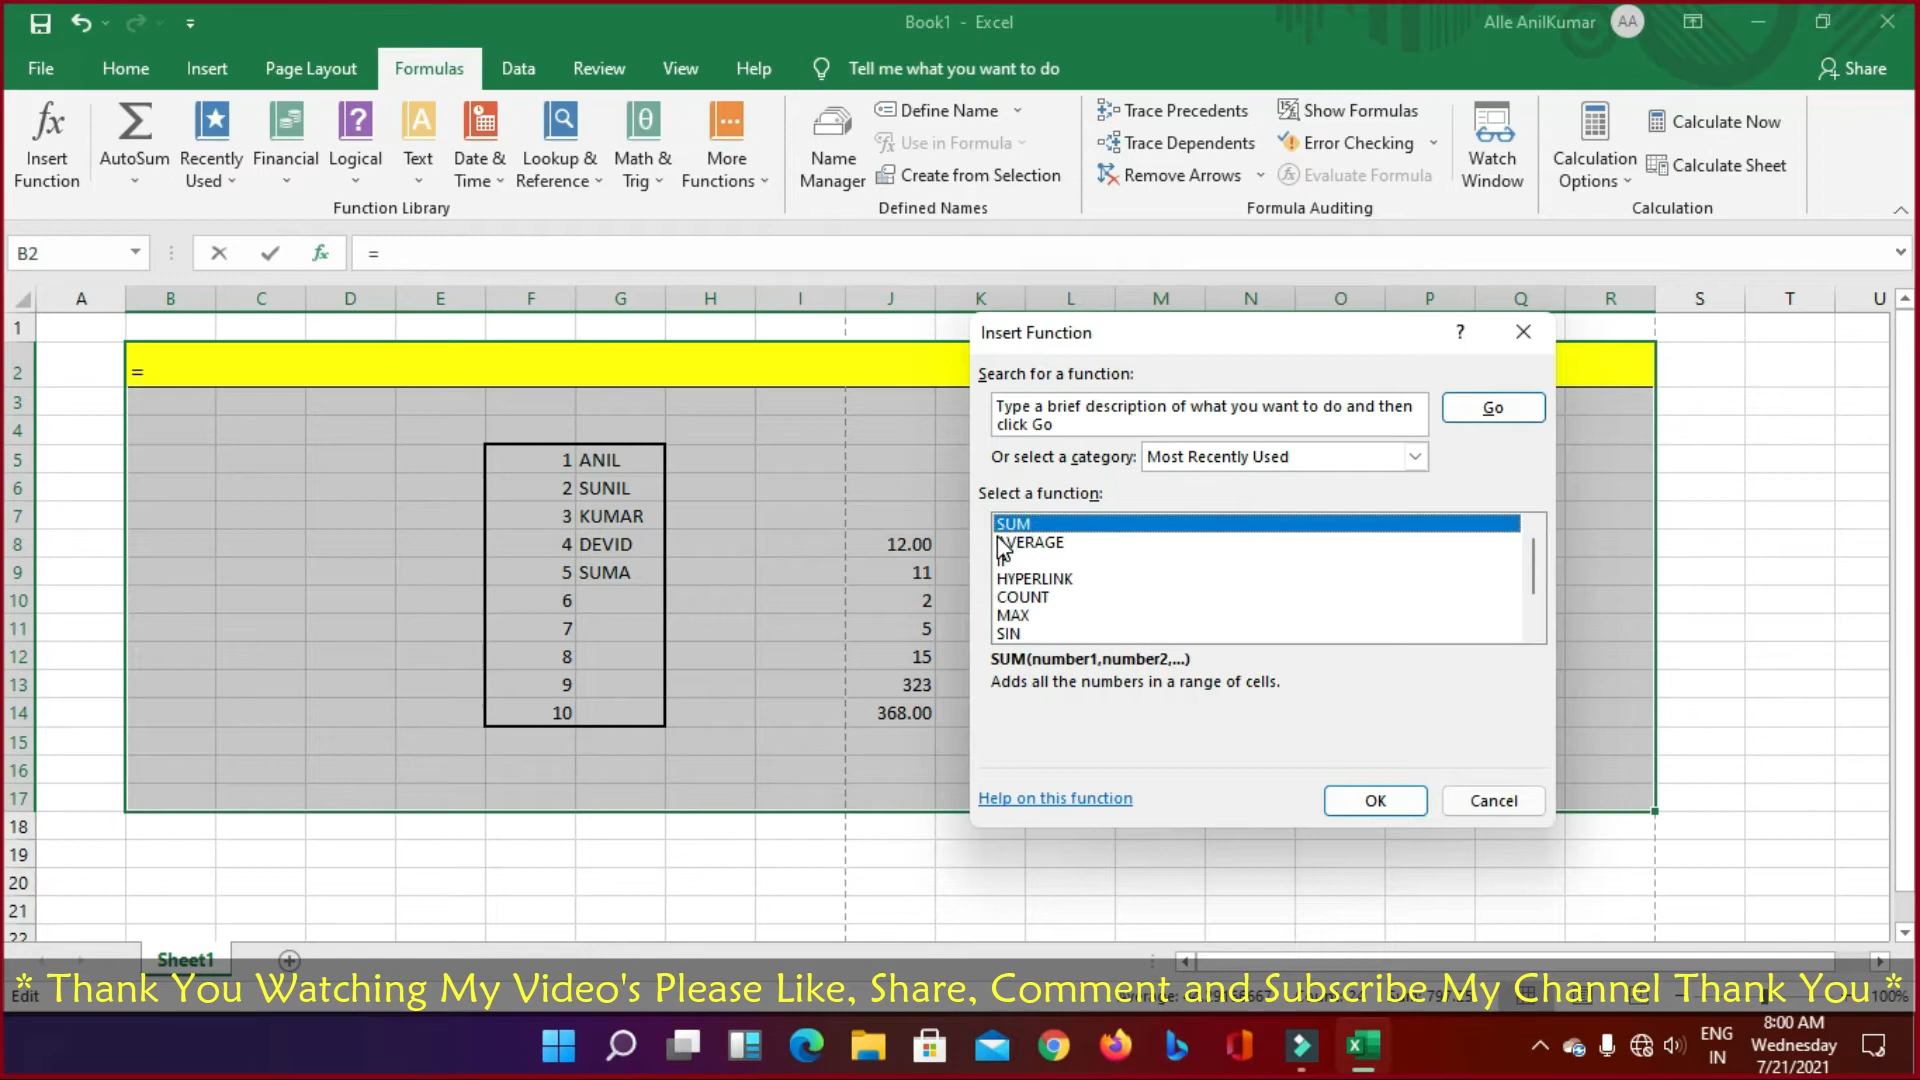 Book1 - Excel
Alle AnilKumar
AA
File
Home
Insert
Page Layout
Formulas
Data
Review
View
Help
Tell me what you want to do
Share
fx
Insert
Function
AutoSum
Recently
Used
Financial
Logical
Text
Date &
Time
Lookup &
Reference
Math &
Trig
More
Functions
Function Library
Name
Manager
Define Name
Use in Formula
Create from Selection
Defined Names
Trace Precedents
Trace Dependents
Remove Arrows
Show Formulas
Error Checking
Evaluate Formula
Formula Auditing
Watch
Window
Calculation
Options
Calculate Now
Calculate Sheet
Calculation
B2
fx
=
A B C D E F G H I J K L M N O P Q R S T U
1
2 =
3
4
5 1 ANIL
6 2 SUNIL
7 3 KUMAR
8 4 DEVID 12.00
9 5 SUMA 11
10 6 2
11 7 5
12 8 15
13 9 323
14 10 368.00
15
16
17
18
19
20
21
22
Insert Function
?
Search for a function:
Type a brief description of what you want to do and then
click Go
Go
Or select a category:
Most Recently Used
Select a function:
SUM
AVERAGE
IF
HYPERLINK
COUNT
MAX
SIN
SUM(number1,number2,...)
Adds all the numbers in a range of cells.
Help on this function
OK
Cancel
Sheet1
* Thank You Watching My Video's Please Like, Share, Comment and Subscribe My Channel Thank You *
Edit
100%
ENG
IN
8:00 AM
Wednesday
7/21/2021